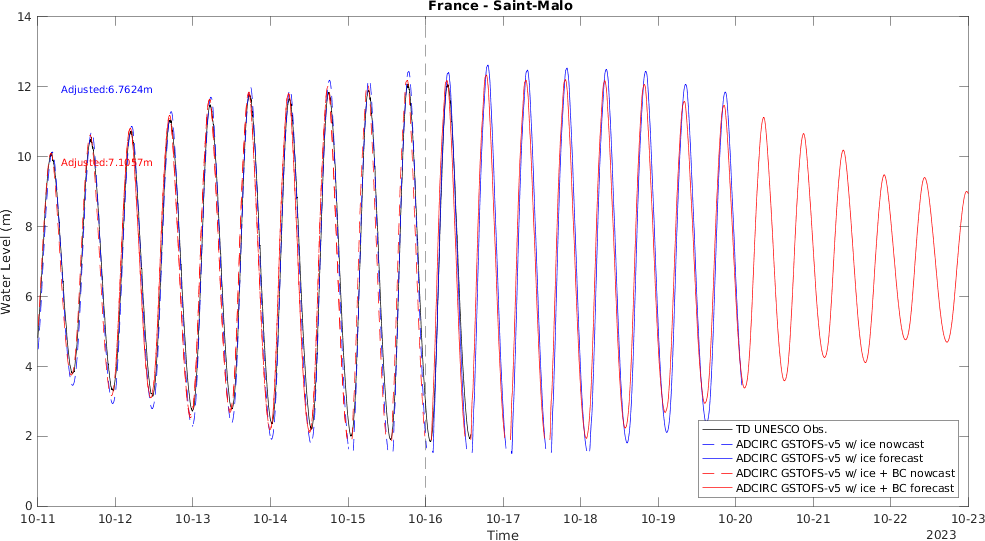 France - Saint-Malo
14
12
10
8
6
4
2
0
Water Level (m)
Adjusted:6.7624m
Adjusted:7.1057m
TD UNESCO Obs.
ADCIRC GSTOFS-v5 w/ ice nowcast
ADCIRC GSTOFS-v5 w/ ice forecast
ADCIRC GSTOFS-v5 w/ ice + BC nowcast
ADCIRC GSTOFS-v5 w/ ice + BC forecast
10-11 10-12 10-13 10-14 10-15 10-16 10-17 10-18 10-19 10-20 10-21 10-22 10-23
Time
2023